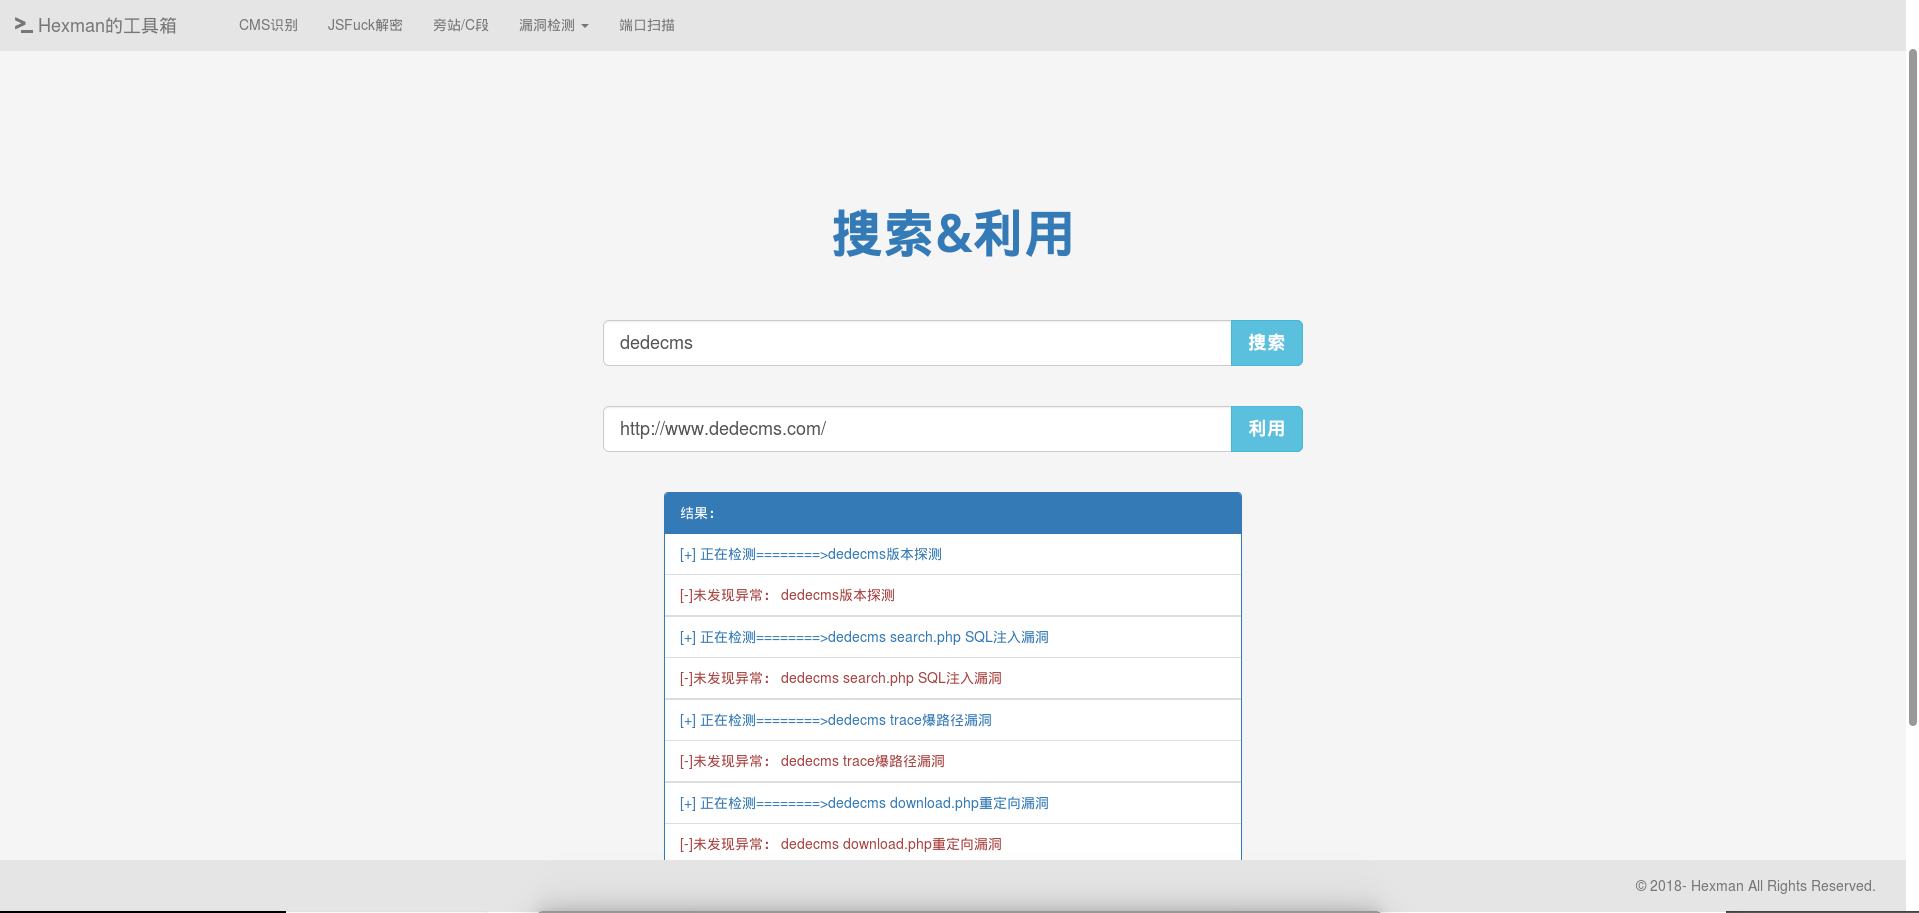 Hexman的工具箱 CMS识别 JSFuck解密 旁站/C段 漏洞检测 端口扫描
搜索&利用
dedecms 搜索
http://www.dedecms.com/ 利用
结果：
[+] 正在检测========>dedecms版本探测
[-]未发现异常： dedecms版本探测
[+] 正在检测========>dedecms search.php SQL注入漏洞
[-]未发现异常： dedecms search.php SQL注入漏洞
[+] 正在检测========>dedecms trace爆路径漏洞
[-]未发现异常： dedecms trace爆路径漏洞
[+] 正在检测========>dedecms download.php重定向漏洞
[-]未发现异常： dedecms download.php重定向漏洞
© 2018- Hexman All Rights Reserved.